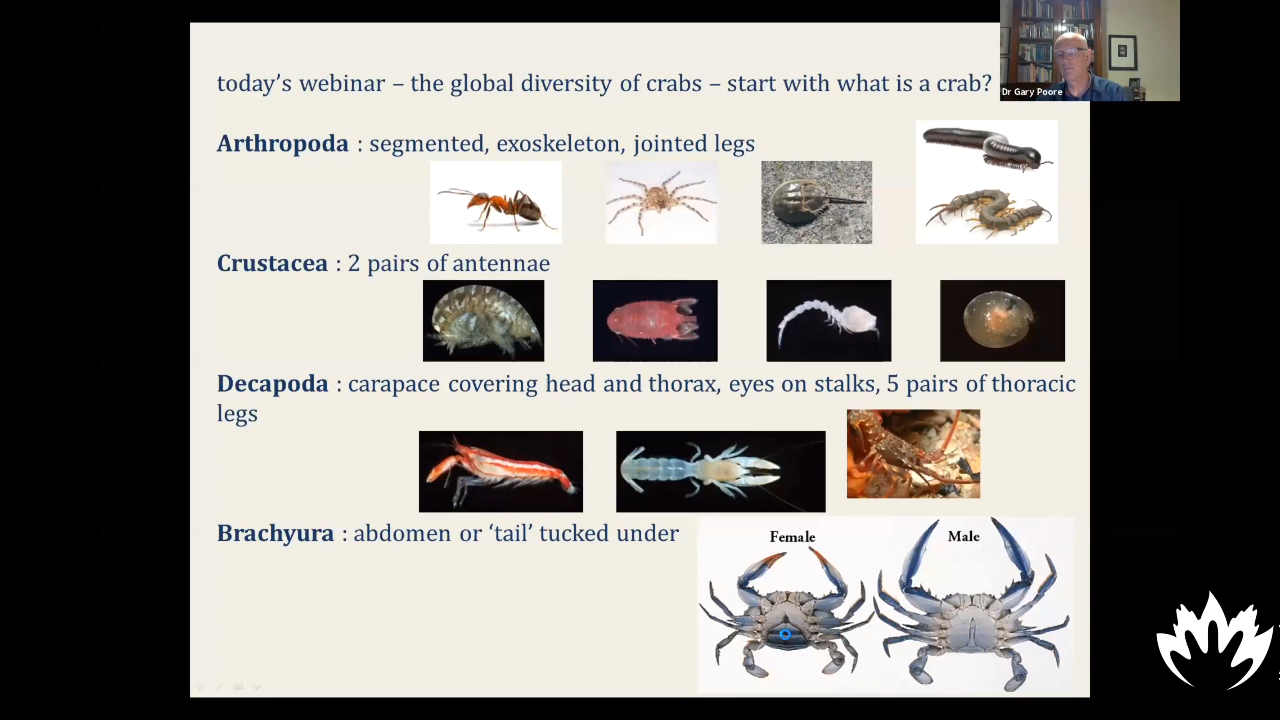 today's webinar – the global diversity of crabs – start with what is a crab?
Dr Gary Poore
Arthropoda : segmented, exoskeleton, jointed legs
Crustacea : 2 pairs of antennae
Decapoda : carapace covering head and thorax, eyes on stalks, 5 pairs of thoracic
legs
Brachyura : abdomen or ‘tail’ tucked under
Female
Male